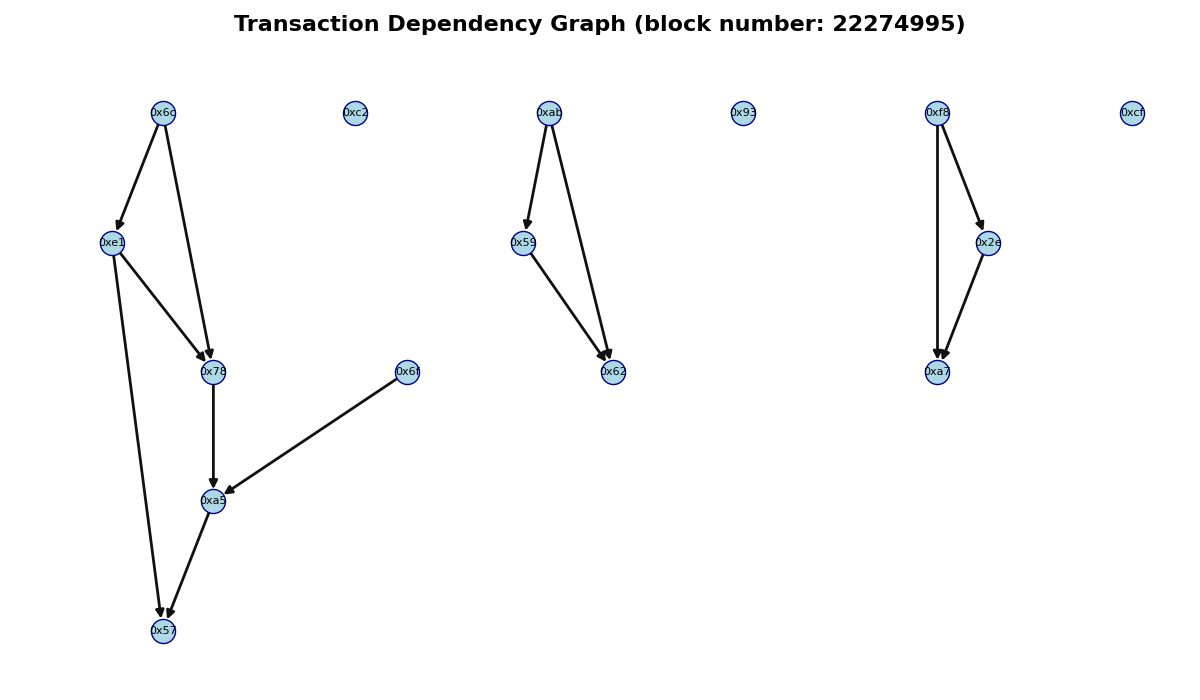 Transaction Dependency Graph (block number: 22274995)
0x6c 0xc2 0xab 0x93 0xf8 0xcf
0xe1 0x59 0x2e
0x78 0x6f 0x62 0xa7
0xa5
0x57